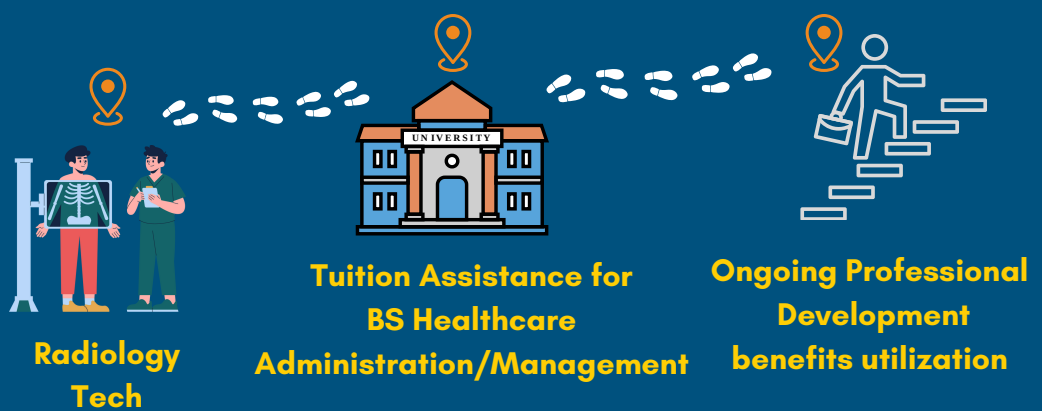 UNIVERSITY
Radiology
Tech
Tuition Assistance for
BS Healthcare
Administration/Management
Ongoing Professional
Development
benefits utilization